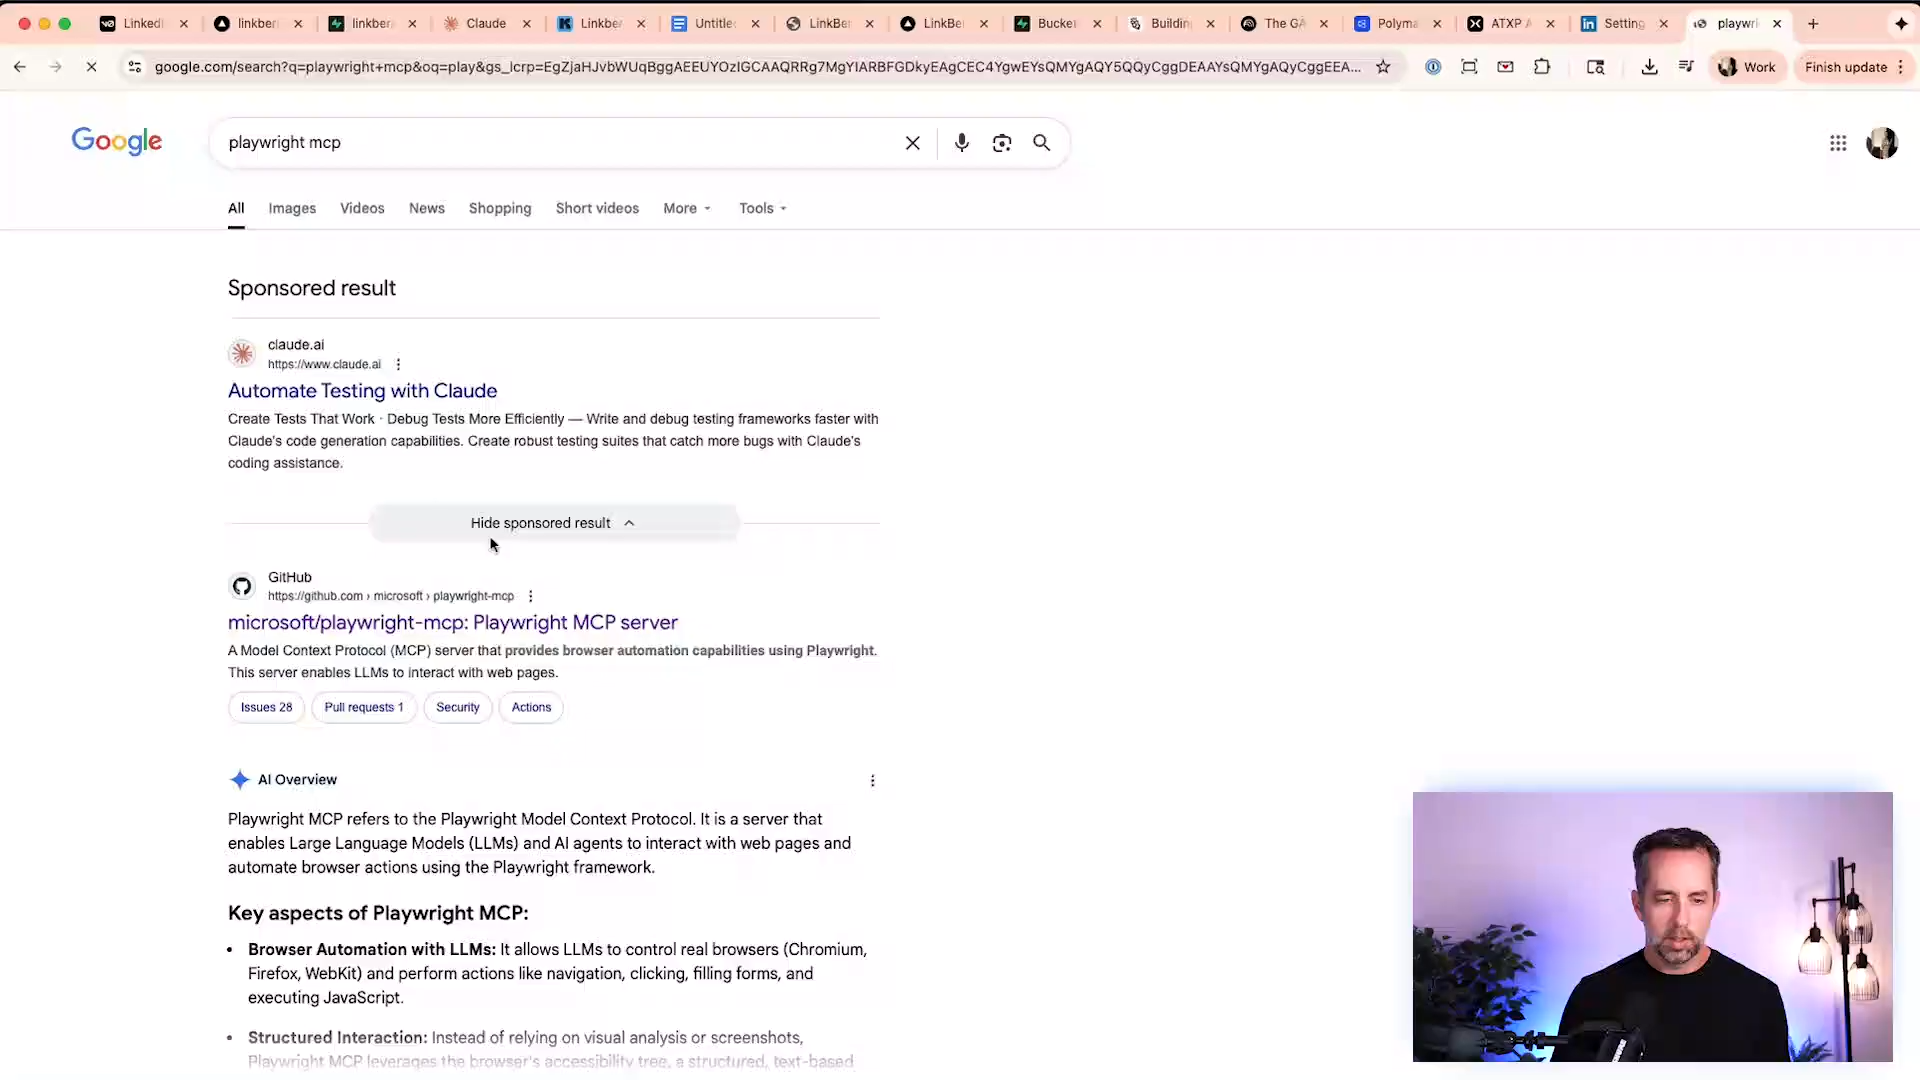 LinkedI
linkber
linkber
Claude
Linkbe
Untitle
LinkBe
LinkBe
Bucke
Buildin
The GA
Polyma
ATXP A
Setting
playwri
google.com/search?q=playwright+mcp&oq=play&gs_lcrp=EgZjaHJvbWUqBggAEEUYOzIGCAAQRRg7MgYIARBFGDkyEAgCEC4YgwEYsQMYgAQY5QQyCggDEAAYsQMYgAQyCggEEA...
Work
Finish update
Google
playwright mcp
All
Images
Videos
News
Shopping
Short videos
More
Tools
Sponsored result
claude.ai
https://www.claude.ai
Automate Testing with Claude
Create Tests That Work · Debug Tests More Efficiently — Write and debug testing frameworks faster with
Claude's code generation capabilities. Create robust testing suites that catch more bugs with Claude's
coding assistance.
Hide sponsored result
GitHub
https://github.com › microsoft › playwright-mcp
microsoft/playwright-mcp: Playwright MCP server
A Model Context Protocol (MCP) server that provides browser automation capabilities using Playwright.
This server enables LLMs to interact with web pages.
Issues 28
Pull requests 1
Security
Actions
AI Overview
Playwright MCP refers to the Playwright Model Context Protocol. It is a server that
enables Large Language Models (LLMs) and AI agents to interact with web pages and
automate browser actions using the Playwright framework.
Key aspects of Playwright MCP:
• Browser Automation with LLMs: It allows LLMs to control real browsers (Chromium,
Firefox, WebKit) and perform actions like navigation, clicking, filling forms, and
executing JavaScript.
• Structured Interaction: Instead of relying on visual analysis or screenshots,
Playwright MCP leverages the browser's accessibility tree, a structured, text-based